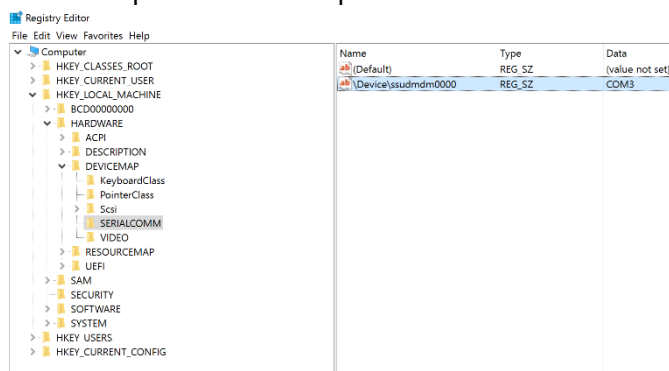 Registry Editor
File Edit View Favorites Help
Computer
HKEY_CLASSES_ROOT
HKEY_CURRENT_USER
HKEY_LOCAL_MACHINE
BCD00000000
HARDWARE
ACPI
DESCRIPTION
DEVICEMAP
KeyboardClass
PointerClass
Scsi
SERIALCOMM
VIDEO
RESOURCEMAP
UEFI
SAM
SECURITY
SOFTWARE
SYSTEM
HKEY USERS
HKEY_CURRENT_CONFIG
Name Type Data
(Default) REG_SZ (value not set)
\Device\ssudmdm0000 REG_SZ COM3